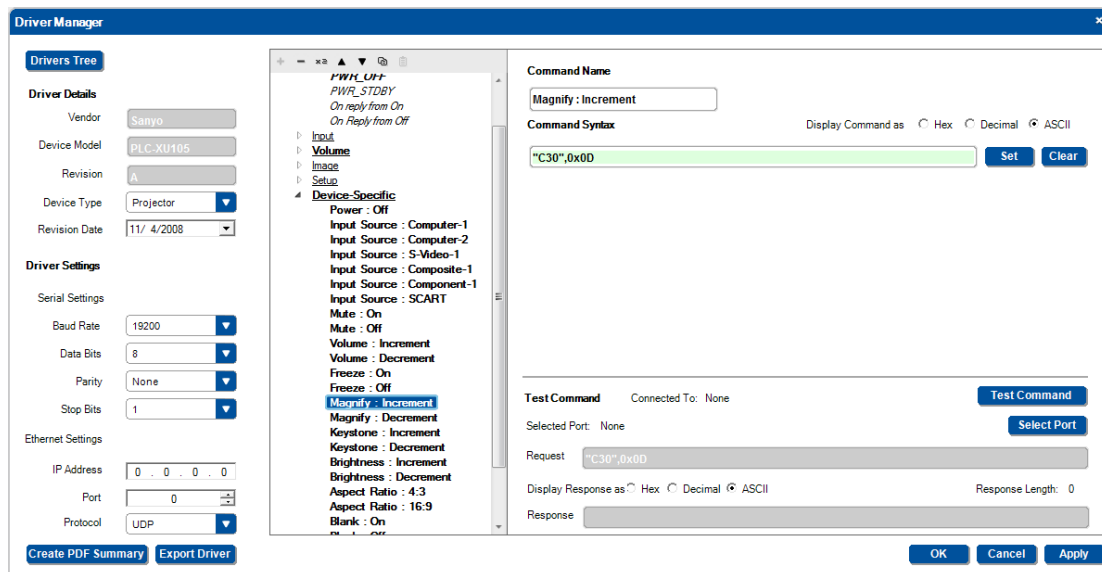 Driver Manager
×
Drivers Tree
Driver Details
Vendor Sanyo
Device Model PLC-XU105
Revision A
Device Type Projector
Revision Date 11/ 4/2008
Driver Settings
Serial Settings
Baud Rate 19200
Data Bits 8
Parity None
Stop Bits 1
Ethernet Settings
IP Address 0 . 0 . 0 . 0
Port 0
Protocol UDP
Create PDF Summary Export Driver
PWR_OFF
PWR_STDBY
On reply from On
On Reply from Off
Input
Volume
Image
Setup
Device-Specific
Power : Off
Input Source : Computer-1
Input Source : Computer-2
Input Source : S-Video-1
Input Source : Composite-1
Input Source : Component-1
Input Source : SCART
Mute : On
Mute : Off
Volume : Increment
Volume : Decrement
Freeze : On
Freeze : Off
Magnify : Increment
Magnify : Decrement
Keystone : Increment
Keystone : Decrement
Brightness : Increment
Brightness : Decrement
Aspect Ratio : 4:3
Aspect Ratio : 16:9
Blank : On
Command Name
Magnify : Increment
Command Syntax Display Command as Hex Decimal ASCII
"C30",0x0D Set Clear
Test Command Connected To: None Test Command
Selected Port: None Select Port
Request "C30",0x0D
Display Response as Hex Decimal ASCII Response Length: 0
Response
OK Cancel Apply